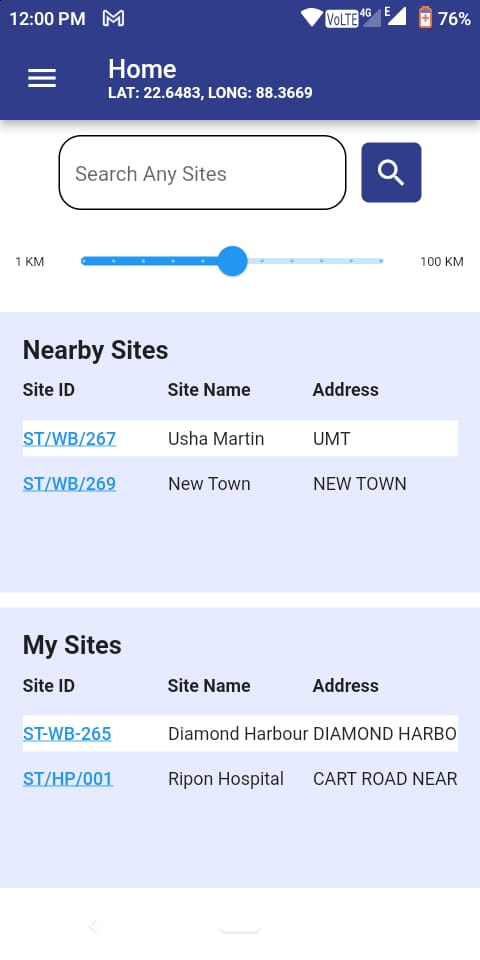 12:00 PM VoLTE 4G E 76%
Home
LAT: 22.6483, LONG: 88.3669
Search Any Sites
1 KM 100 KM
Nearby Sites
Site ID Site Name Address
ST/WB/267 Usha Martin UMT
ST/WB/269 New Town NEW TOWN
My Sites
Site ID Site Name Address
ST-WB-265 Diamond Harbour DIAMOND HARBO
ST/HP/001 Ripon Hospital CART ROAD NEAR